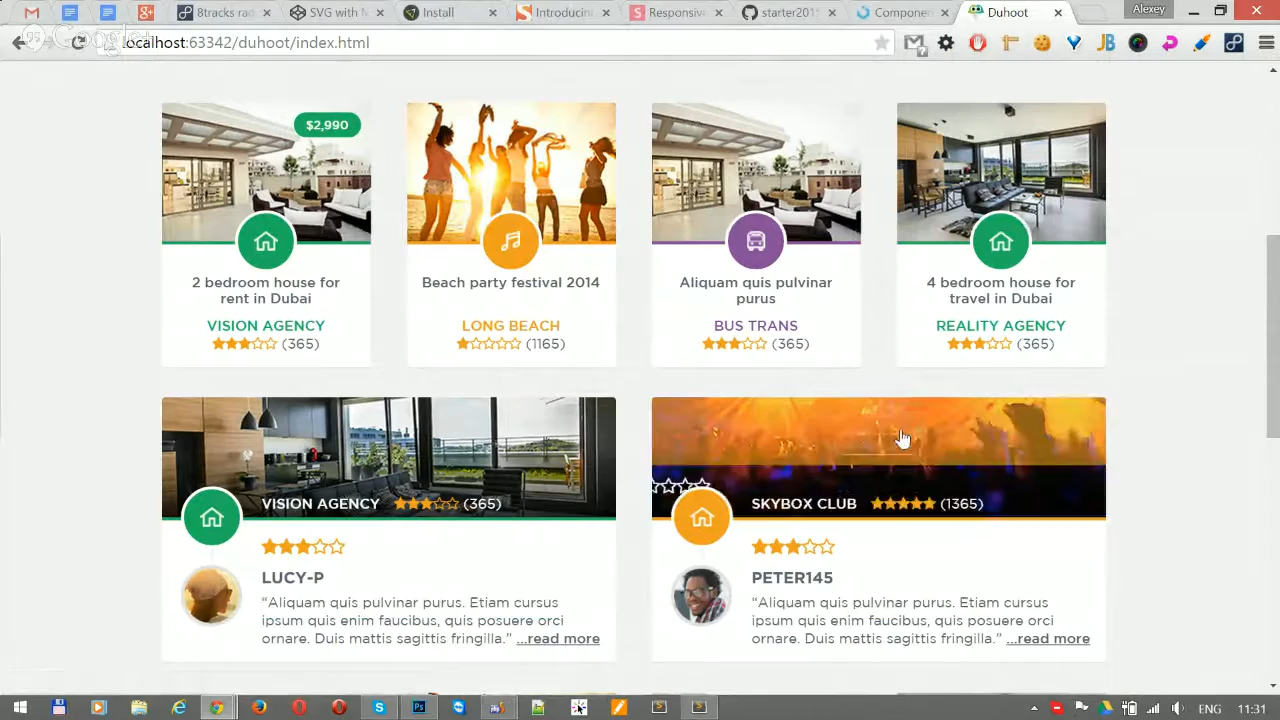 8tracks rad
SVG with M
Install
Introducin
Responsive
starter201
Componen
Duhoot
Alexey
localhost:63342/duhoot/index.html
$2,990
2 bedroom house for
rent in Dubai
VISION AGENCY
(365)
Beach party festival 2014
LONG BEACH
(1165)
Aliquam quis pulvinar
purus
BUS TRANS
(365)
4 bedroom house for
travel in Dubai
REALITY AGENCY
(365)
VISION AGENCY (365)
LUCY-P
“Aliquam quis pulvinar purus. Etiam cursus
ipsum quis enim faucibus, quis posuere orci
ornare. Duis mattis sagittis fringilla.” ...read more
SKYBOX CLUB (1365)
PETER145
“Aliquam quis pulvinar purus. Etiam cursus
ipsum quis enim faucibus, quis posuere orci
ornare. Duis mattis sagittis fringilla.” ...read more
ENG 11:31